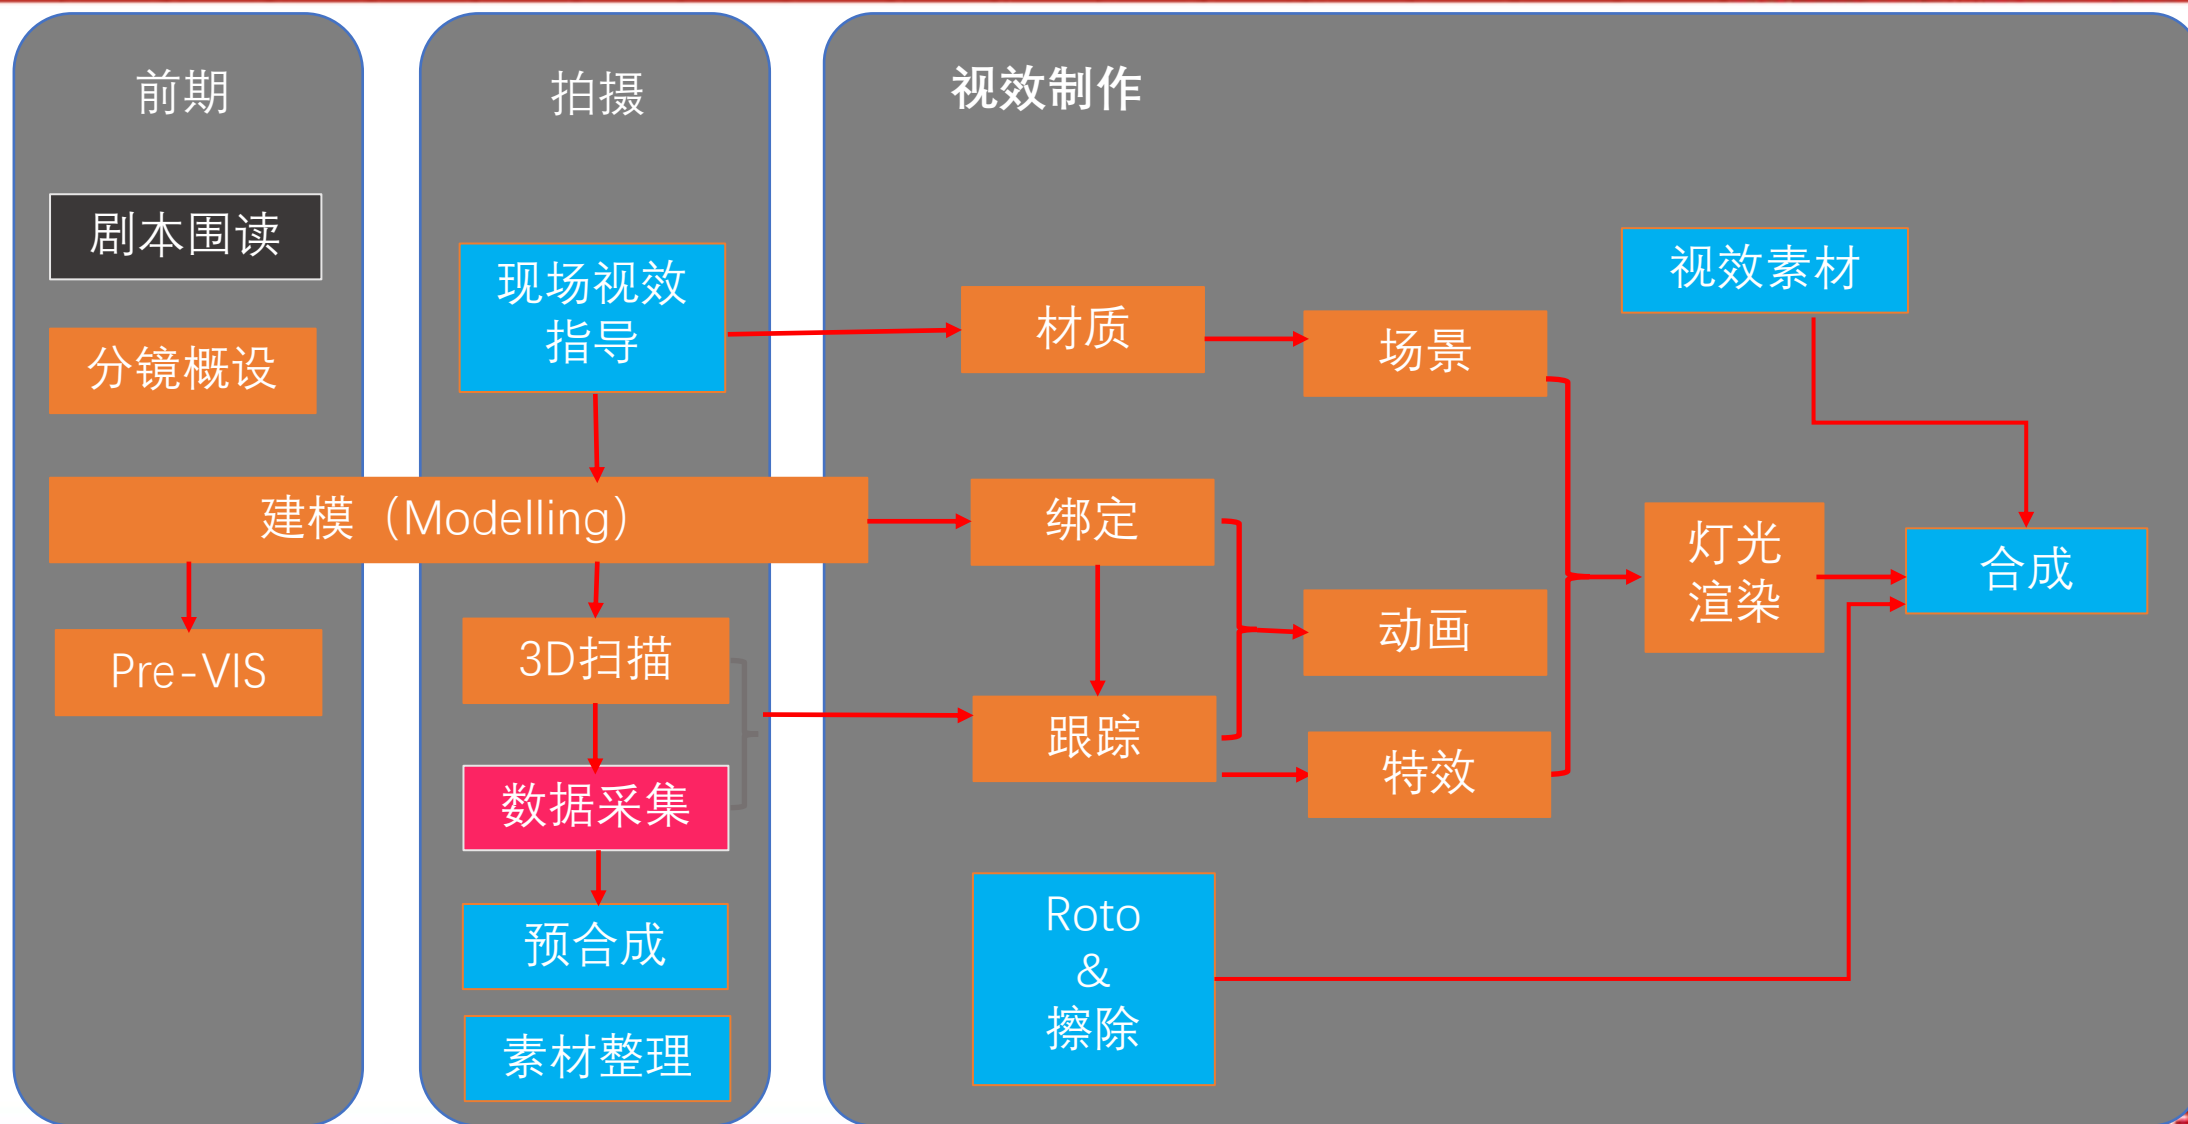 前期
剧本围读
分镜概设
建模（Modelling）
Pre-VIS
拍摄
现场视效
指导
3D扫描
数据采集
预合成
素材整理
视效制作
材质
场景
视效素材
绑定
动画
灯光
渲染
合成
跟踪
特效
Roto
&
擦除